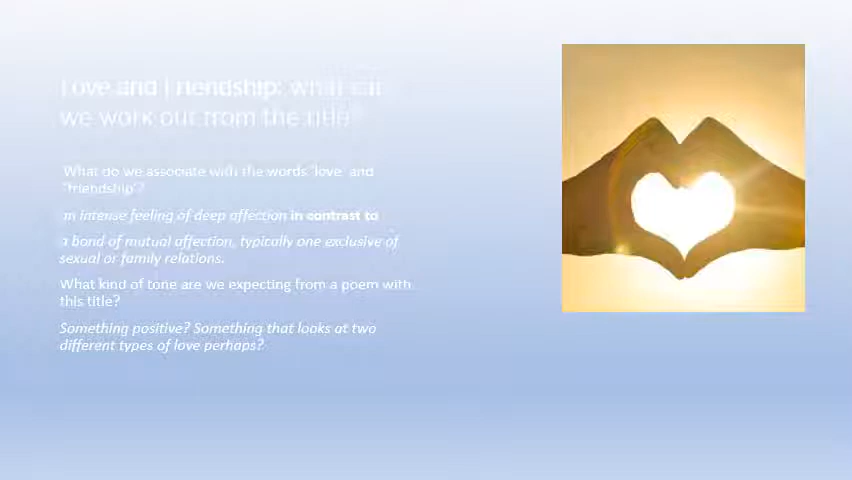 Love and Friendship: what can
we work out from the title?
What do we associate with the words 'love' and
'friendship'?
an intense feeling of deep affection in contrast to
a bond of mutual affection, typically one exclusive of
sexual or family relations.
What kind of tone are we expecting from a poem with
this title?
Something positive? Something that looks at two
different types of love perhaps?